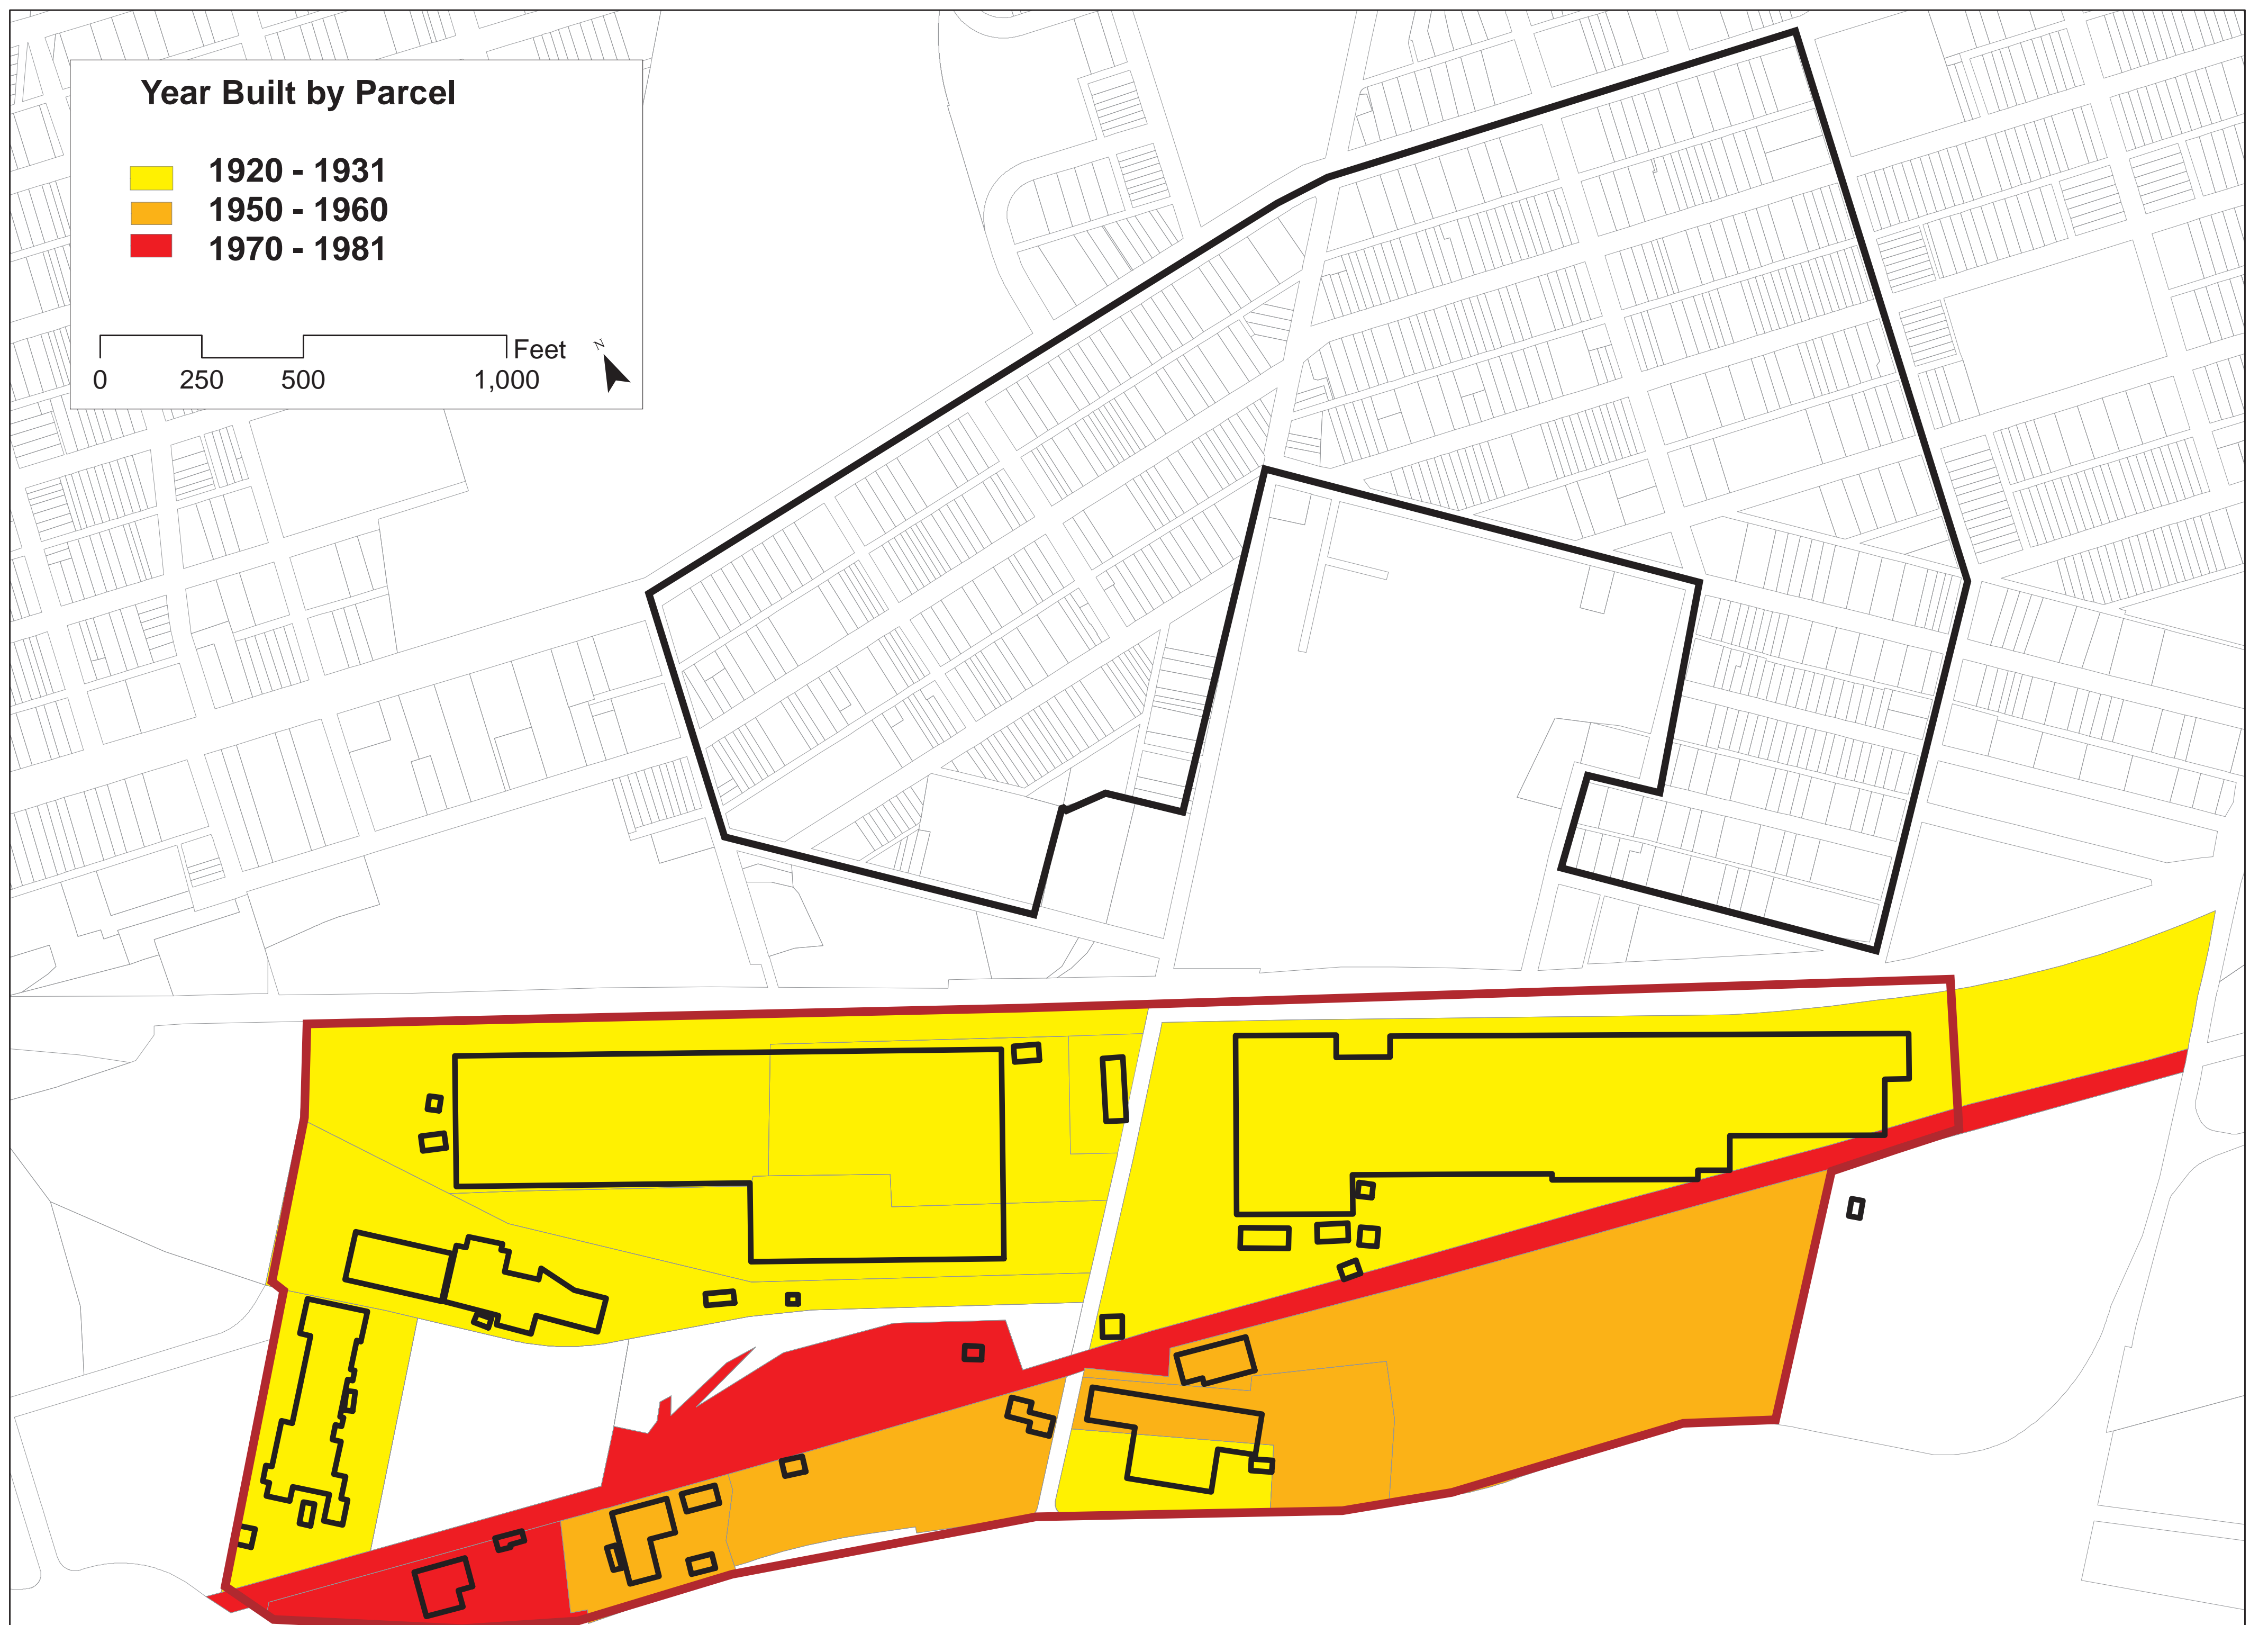 Year Built by Parcel
1920 - 1931
1950 - 1960
1970 - 1981
Feet
N
0 250 500 1,000